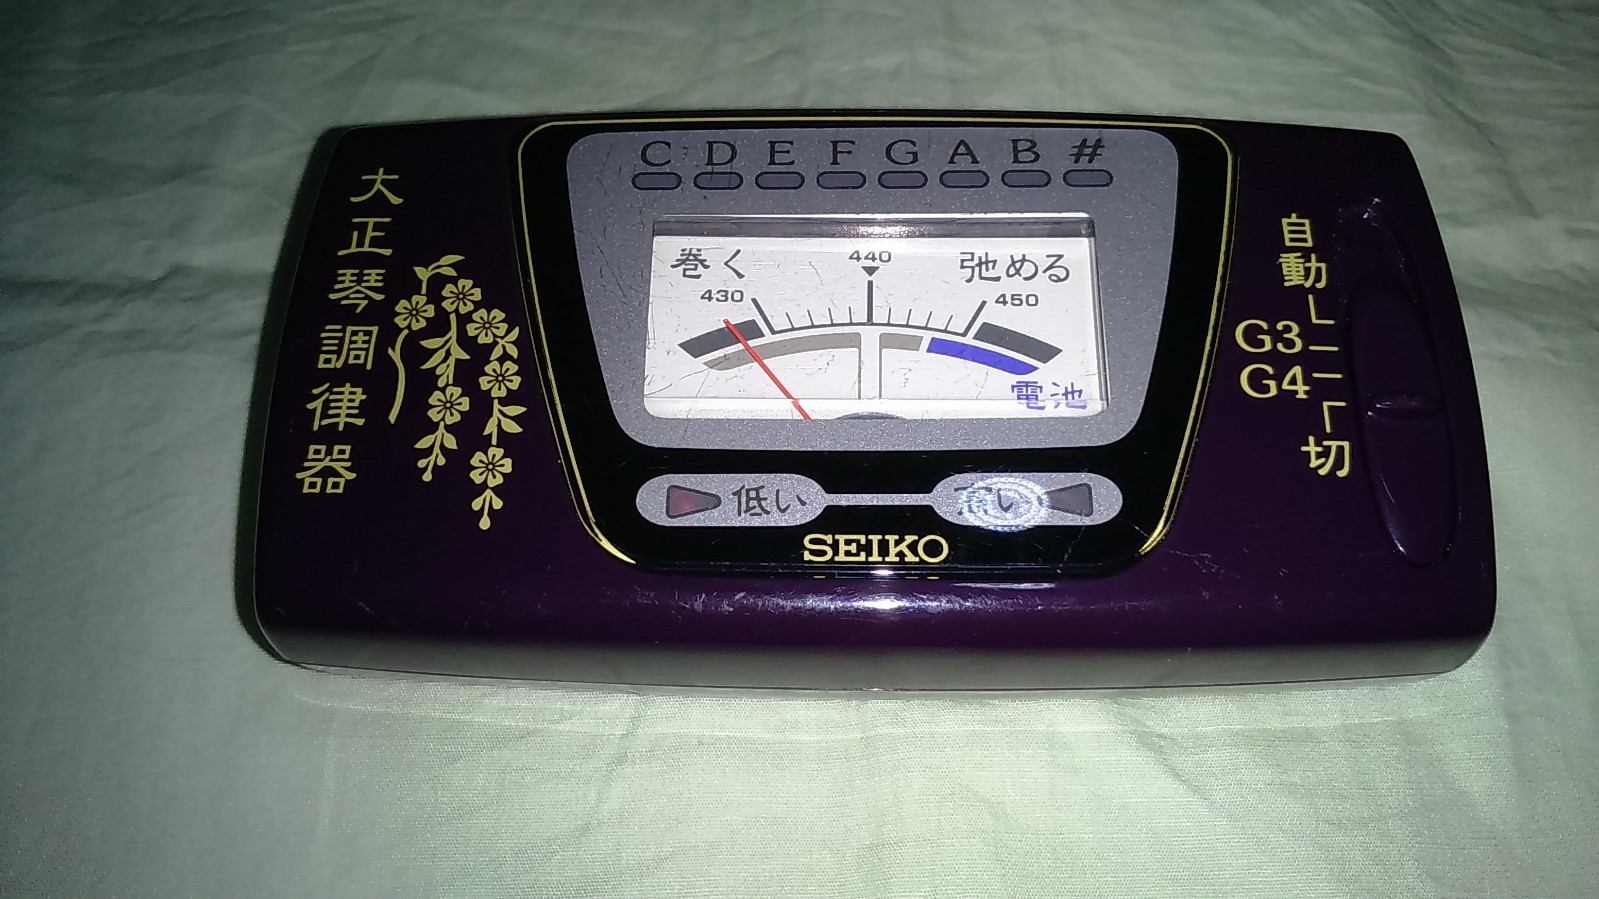 大正琴調律器
C D E F G A B #
巻く 440 弛める
430 450
電池
低い 高い
SEIKO
自動
G3
G4
切